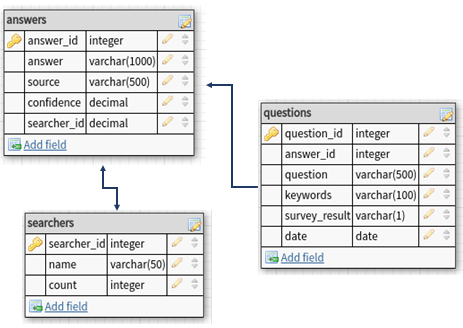 answers
answer_id integer
answer varchar(1000)
source varchar(500)
confidence decimal
searcher_id decimal
Add field
questions
question_id integer
answer_id integer
question varchar(500)
keywords varchar(100)
survey_result varchar(1)
date date
Add field
searchers
searcher_id integer
name varchar(50)
count integer
Add field